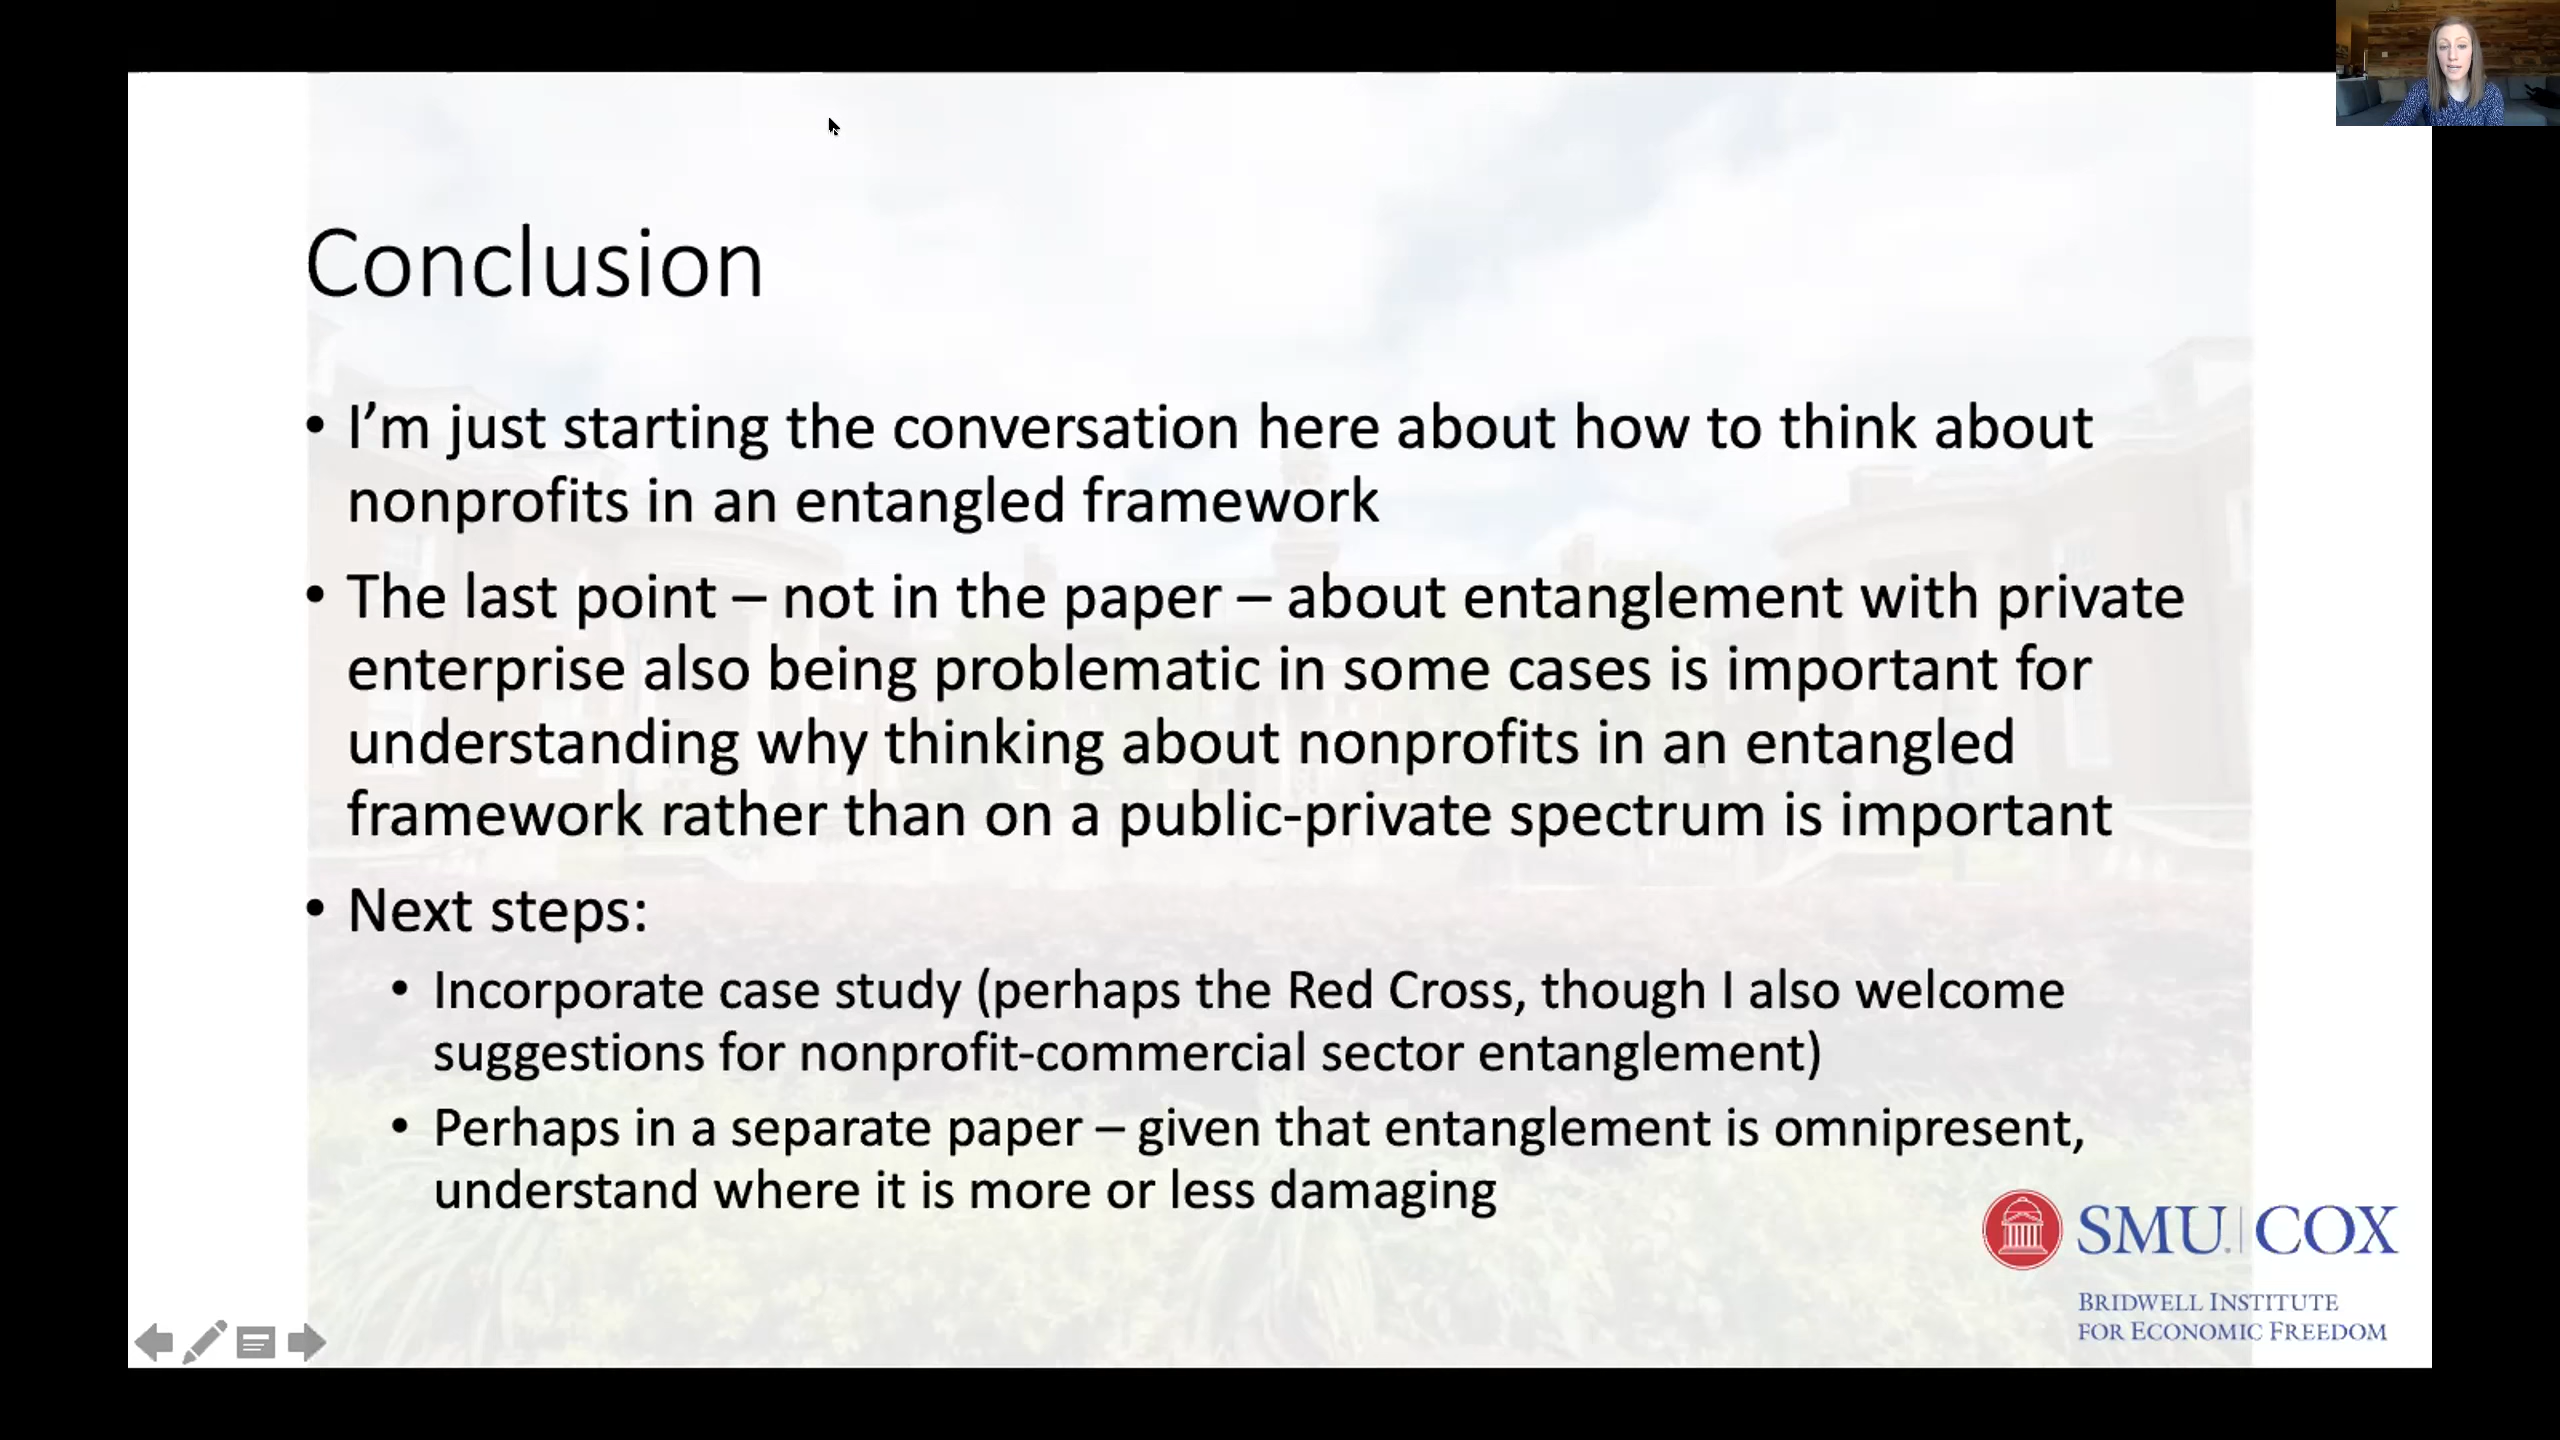 Conclusion
• I’m just starting the conversation here about how to think about
nonprofits in an entangled framework
• The last point – not in the paper – about entanglement with private
enterprise also being problematic in some cases is important for
understanding why thinking about nonprofits in an entangled
framework rather than on a public-private spectrum is important
• Next steps:
• Incorporate case study (perhaps the Red Cross, though I also welcome
suggestions for nonprofit-commercial sector entanglement)
• Perhaps in a separate paper – given that entanglement is omnipresent,
understand where it is more or less damaging
SMU. | COX
BRIDWELL INSTITUTE
FOR ECONOMIC FREEDOM